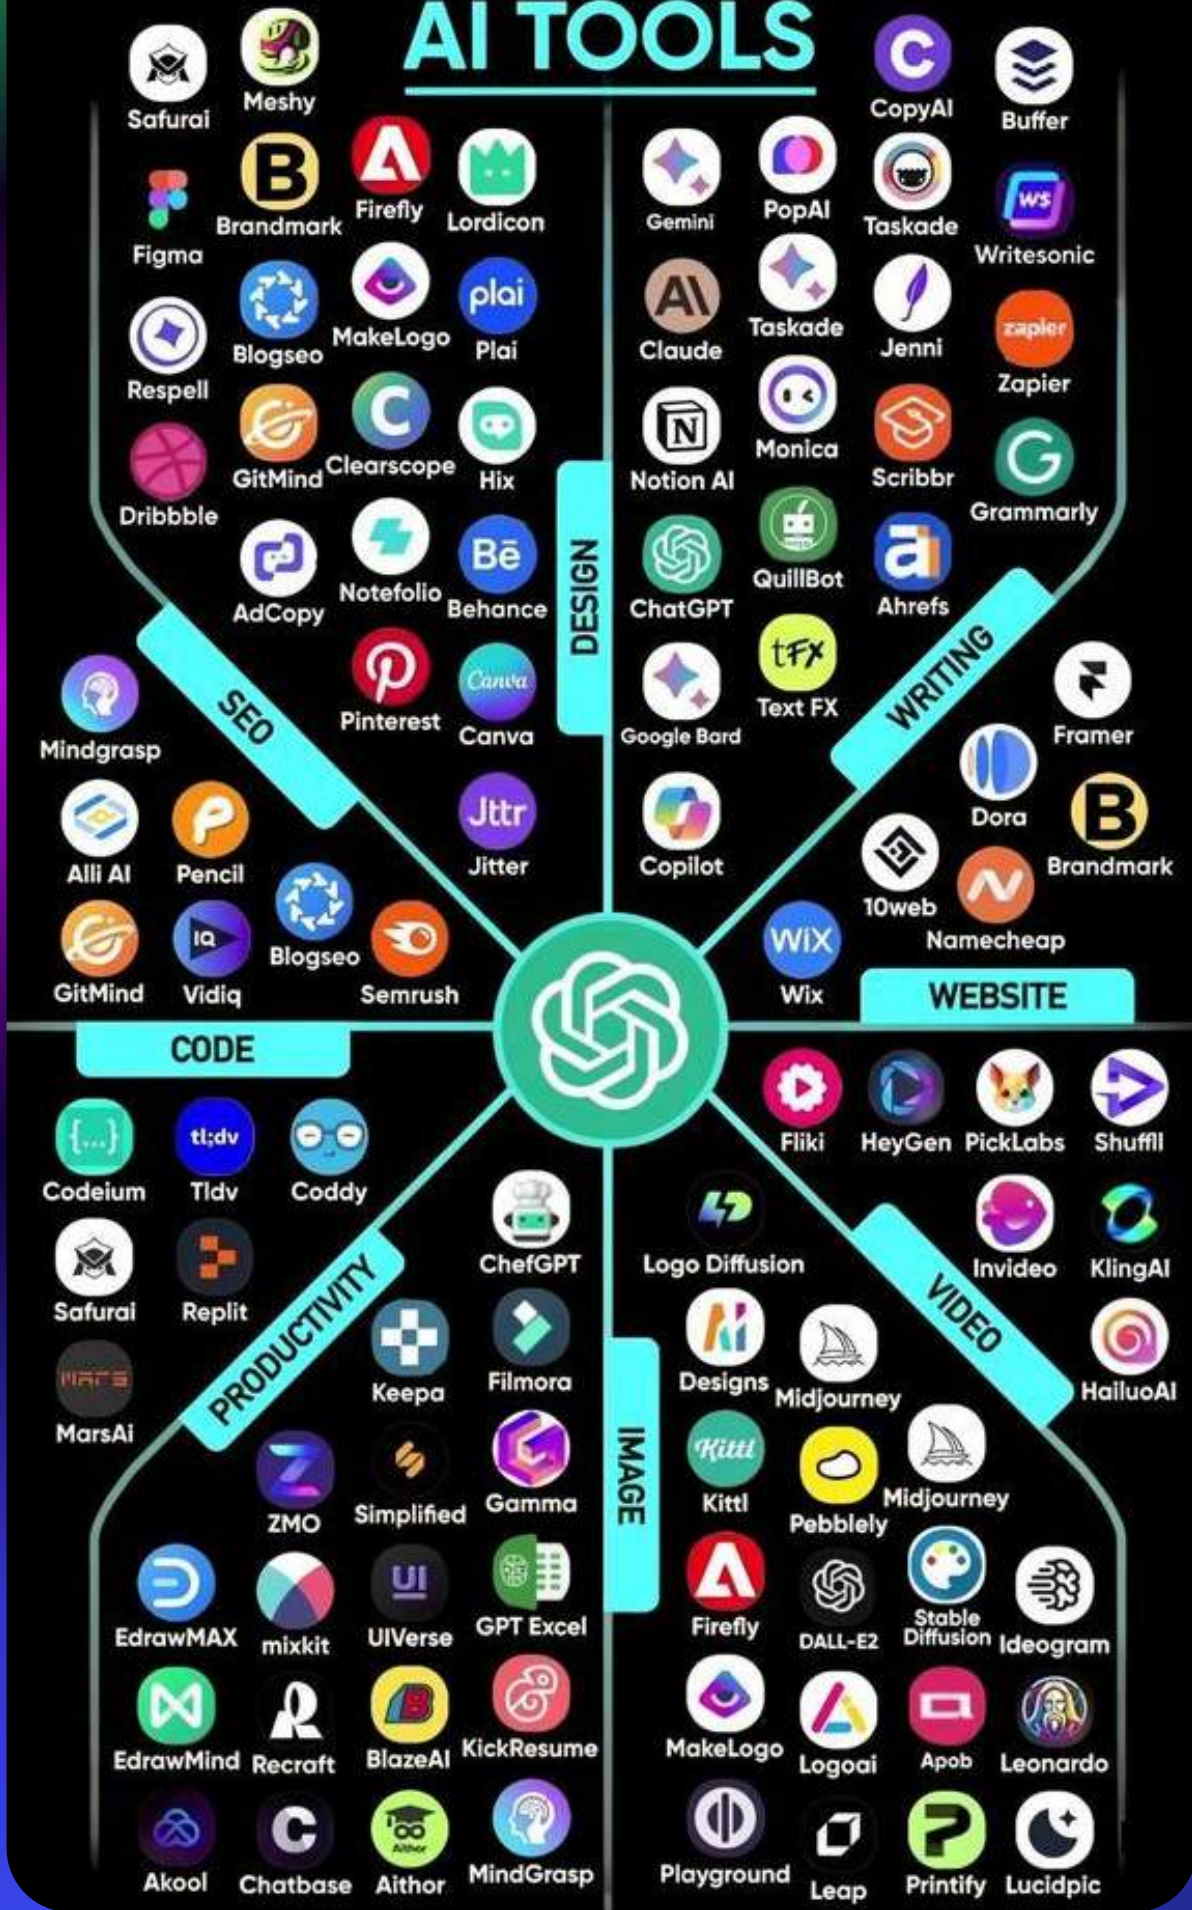 AI TOOLS
Safurai
Meshy
Figma
B
Brandmark
Firefly
Lordicon
Respell
Blogseo
MakeLogo
plai
Plai
Dribbble
GitMind
C
Clearscope
Hix
AdCopy
Notefolio
Bē
Behance
Pinterest
Canva
Canva
Jttr
Jitter
DESIGN
C
CopyAI
Buffer
Gemini
PopAI
Taskade
WS
Writesonic
AI
Claude
Taskade
Jenni
zapier
Zapier
N
Notion AI
Monica
Scribbr
G
Grammarly
ChatGPT
QuillBot
a
Ahrefs
Google Bard
tFX
Text FX
Copilot
WRITING
SEO
Mindgrasp
Alli AI
P
Pencil
GitMind
IQ
Vidiq
Blogseo
Semrush
Framer
Dora
B
Brandmark
10web
N
Namecheap
WiX
Wix
WEBSITE
CODE
{...}
Codeium
tl;dv
Tldv
Coddy
Safurai
Replit
MARS
MarsAi
PRODUCTIVITY
ChefGPT
Keepa
Filmora
Z
ZMO
Simplified
Gamma
EdrawMAX
mixkit
UI
UIVerse
GPT Excel
EdrawMind
Recraft
B
BlazeAI
KickResume
Akool
C
Chatbase
Aithor
Aithor
MindGrasp
Fliki
HeyGen
PickLabs
Shuffll
Invideo
KlingAI
HailuoAI
VIDEO
IMAGE
Logo Diffusion
Ai
Designs
Midjourney
Kittl
Kittl
Pebblely
Midjourney
Firefly
DALL-E2
Stable
Diffusion
Ideogram
MakeLogo
Logoai
Apob
Leonardo
Playground
Leap
Printify
Lucidpic